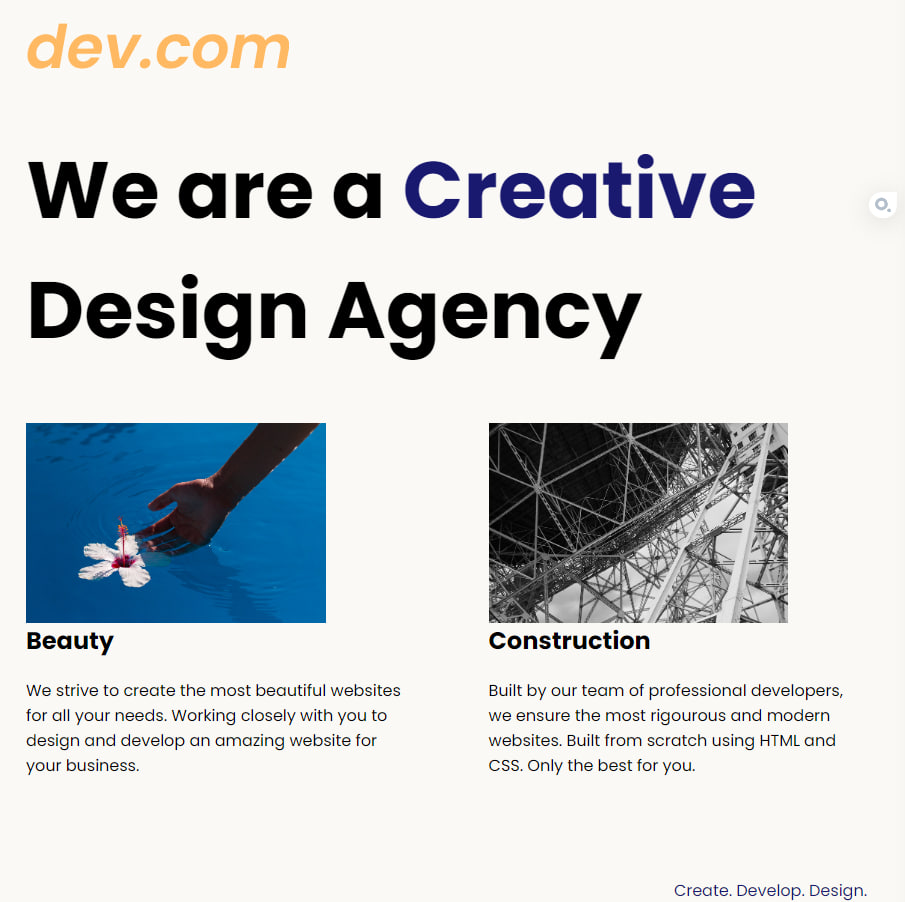 dev.com
We are a Creative
Design Agency
Beauty
We strive to create the most beautiful websites
for all your needs. Working closely with you to
design and develop an amazing website for
your business.
Construction
Built by our team of professional developers,
we ensure the most rigourous and modern
websites. Built from scratch using HTML and
CSS. Only the best for you.
Create. Develop. Design.